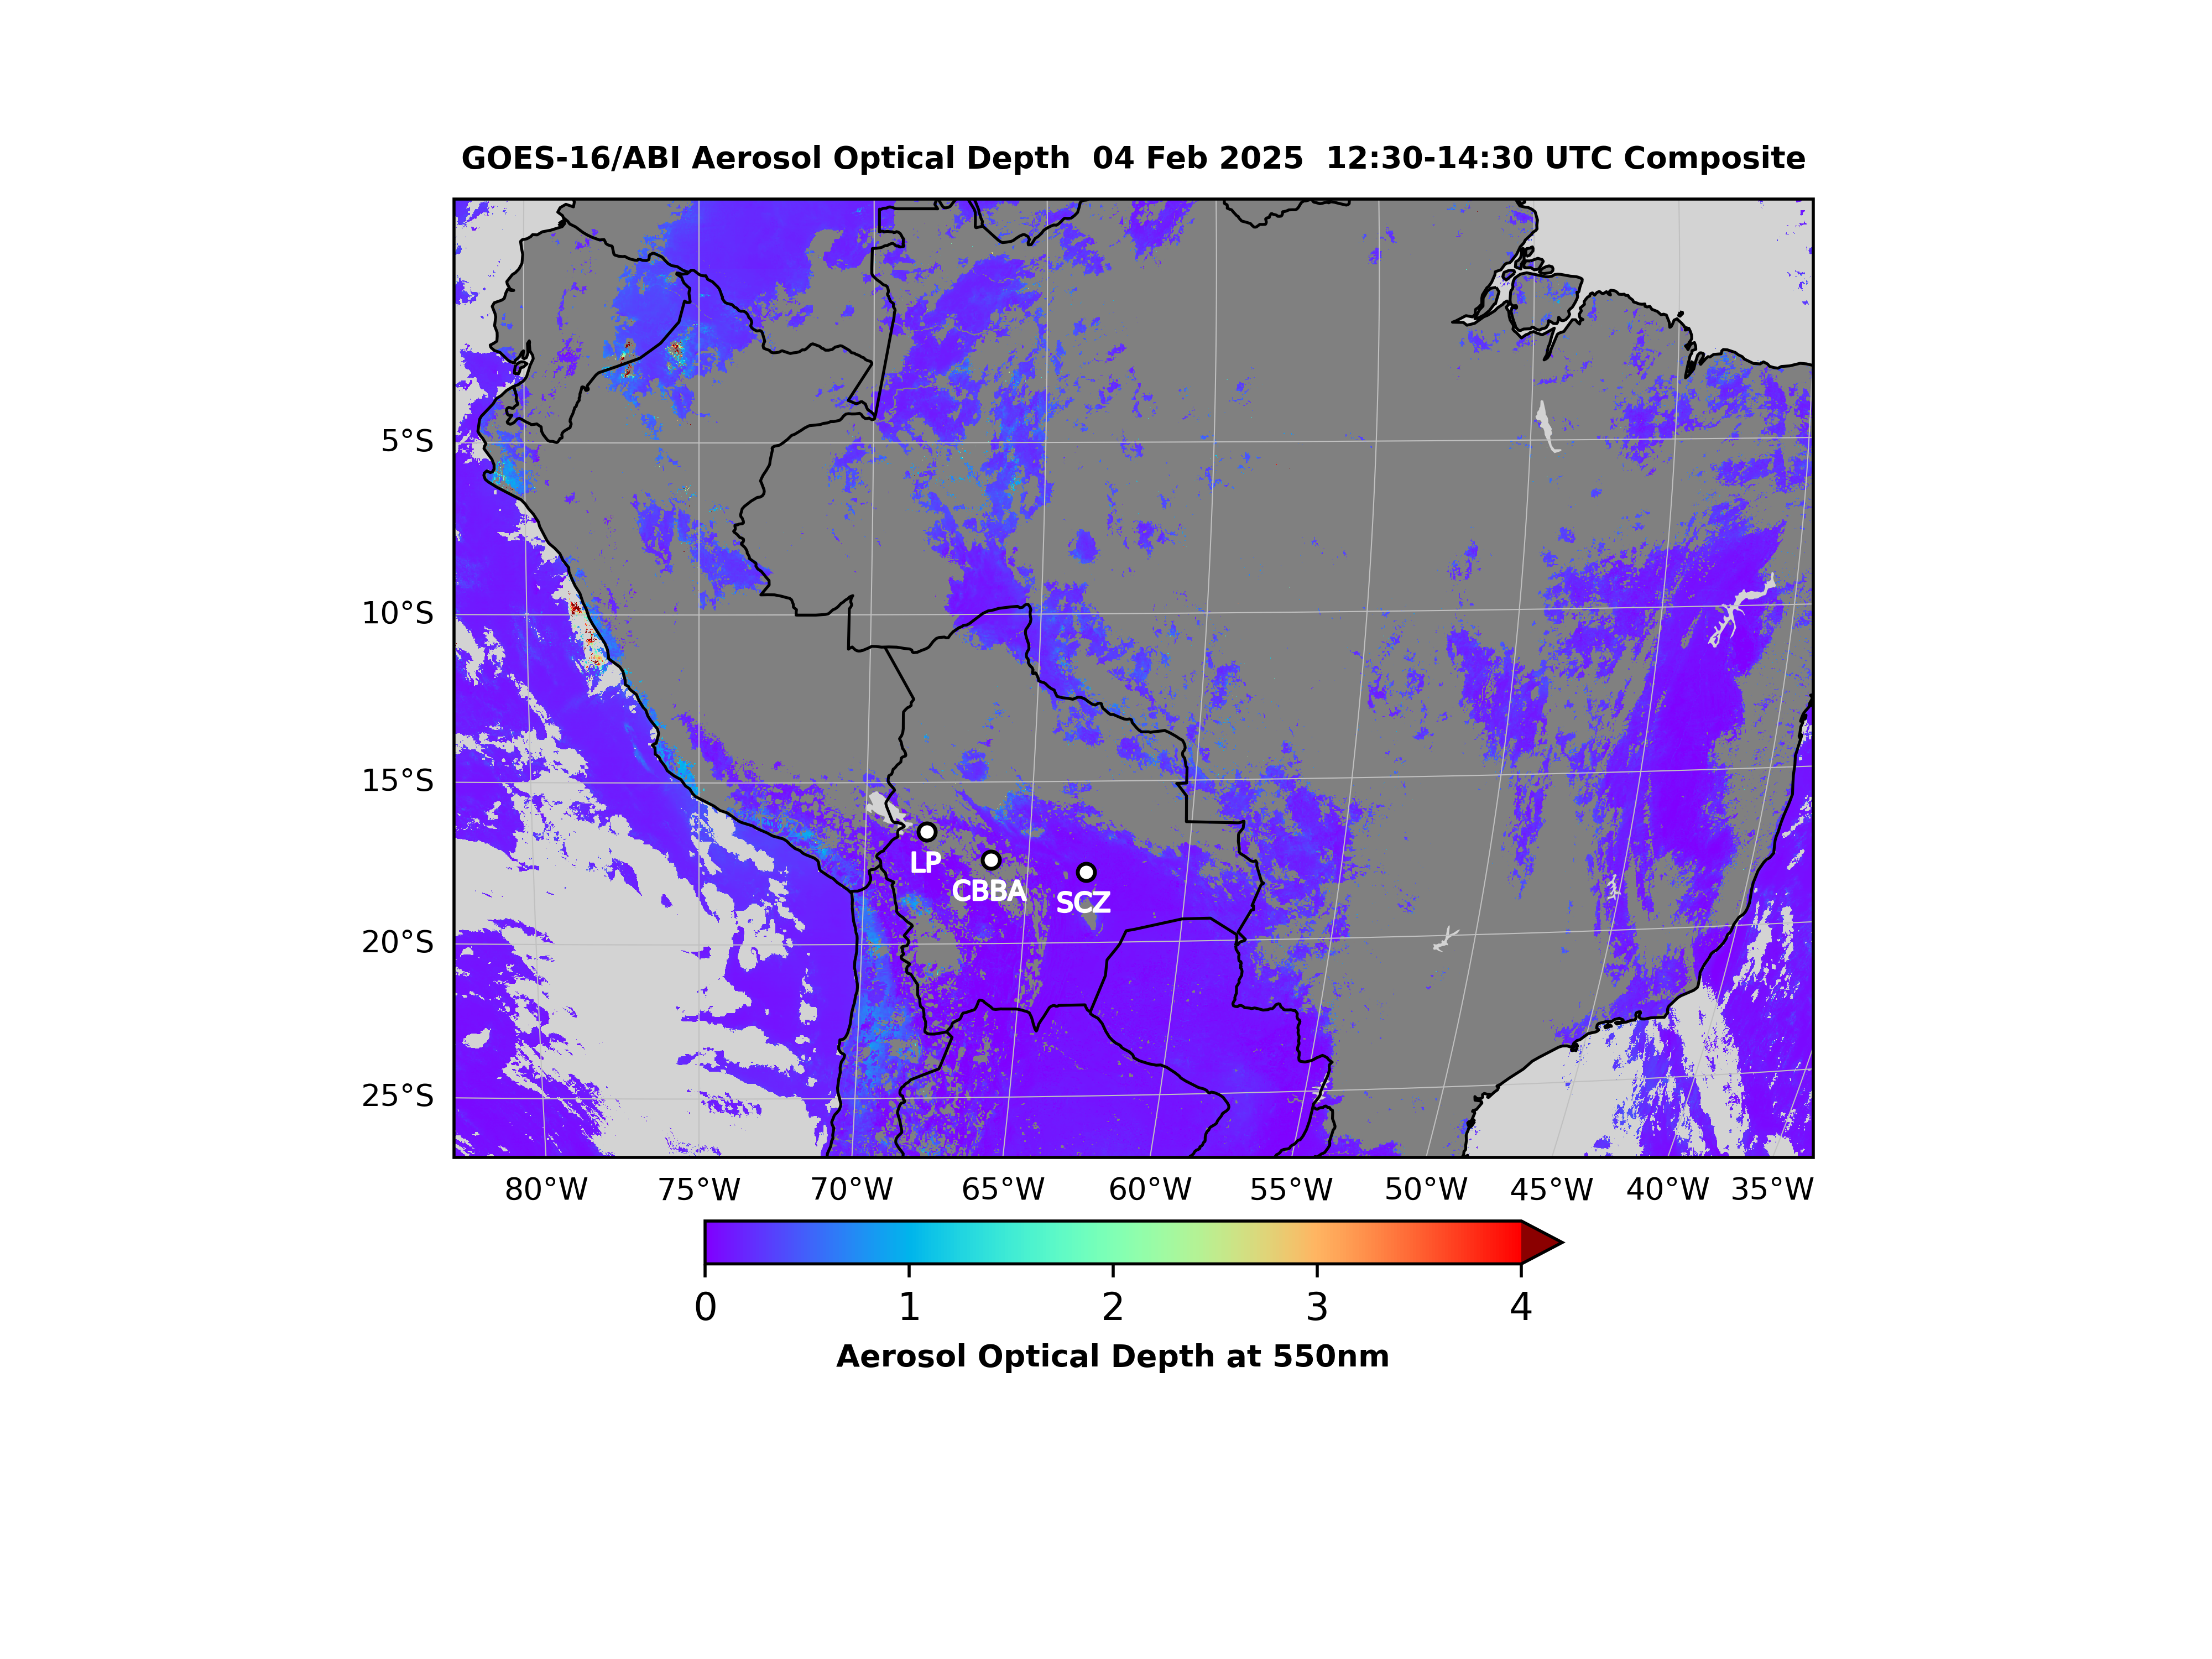 GOES-16/ABI Aerosol Optical Depth  04 Feb 2025  12:30-14:30 UTC Composite
5°S
10°S
15°S
LP
CBBA
SCZ
20°S
25°S
80°W 75°W 70°W 65°W 60°W 55°W 50°W 45°W 40°W 35°W
0 1 2 3 4
Aerosol Optical Depth at 550nm